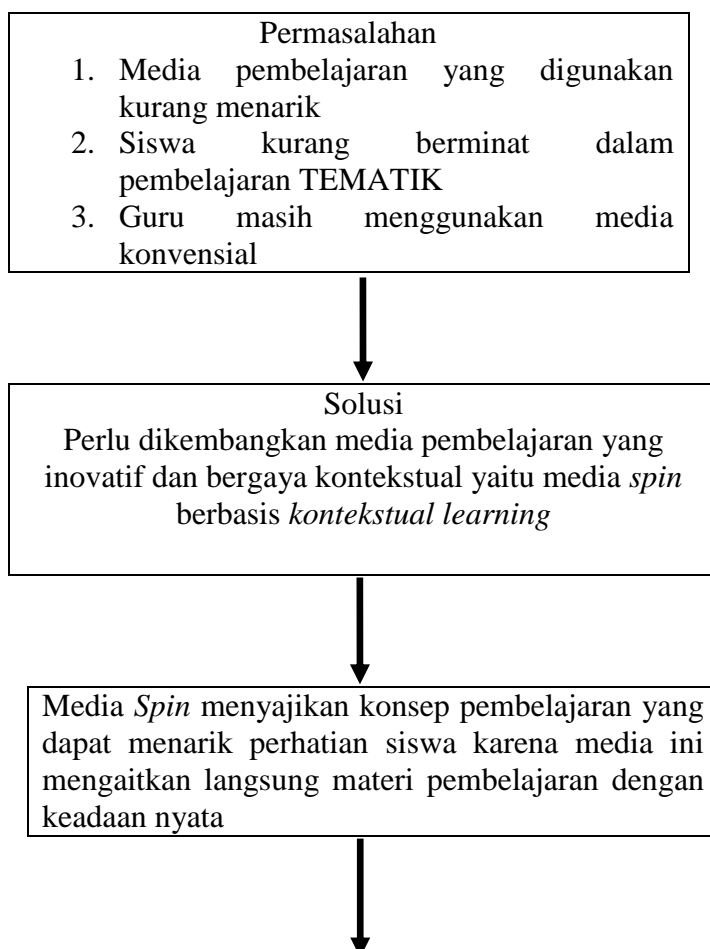 Permasalahan
1. Media pembelajaran yang digunakan
kurang menarik
2. Siswa kurang berminat dalam
pembelajaran TEMATIK
3. Guru masih menggunakan media
konvensial
Solusi
Perlu dikembangkan media pembelajaran yang
inovatif dan bergaya kontekstual yaitu media spin
berbasis kontekstual learning
Media Spin menyajikan konsep pembelajaran yang
dapat menarik perhatian siswa karena media ini
mengaitkan langsung materi pembelajaran dengan
keadaan nyata